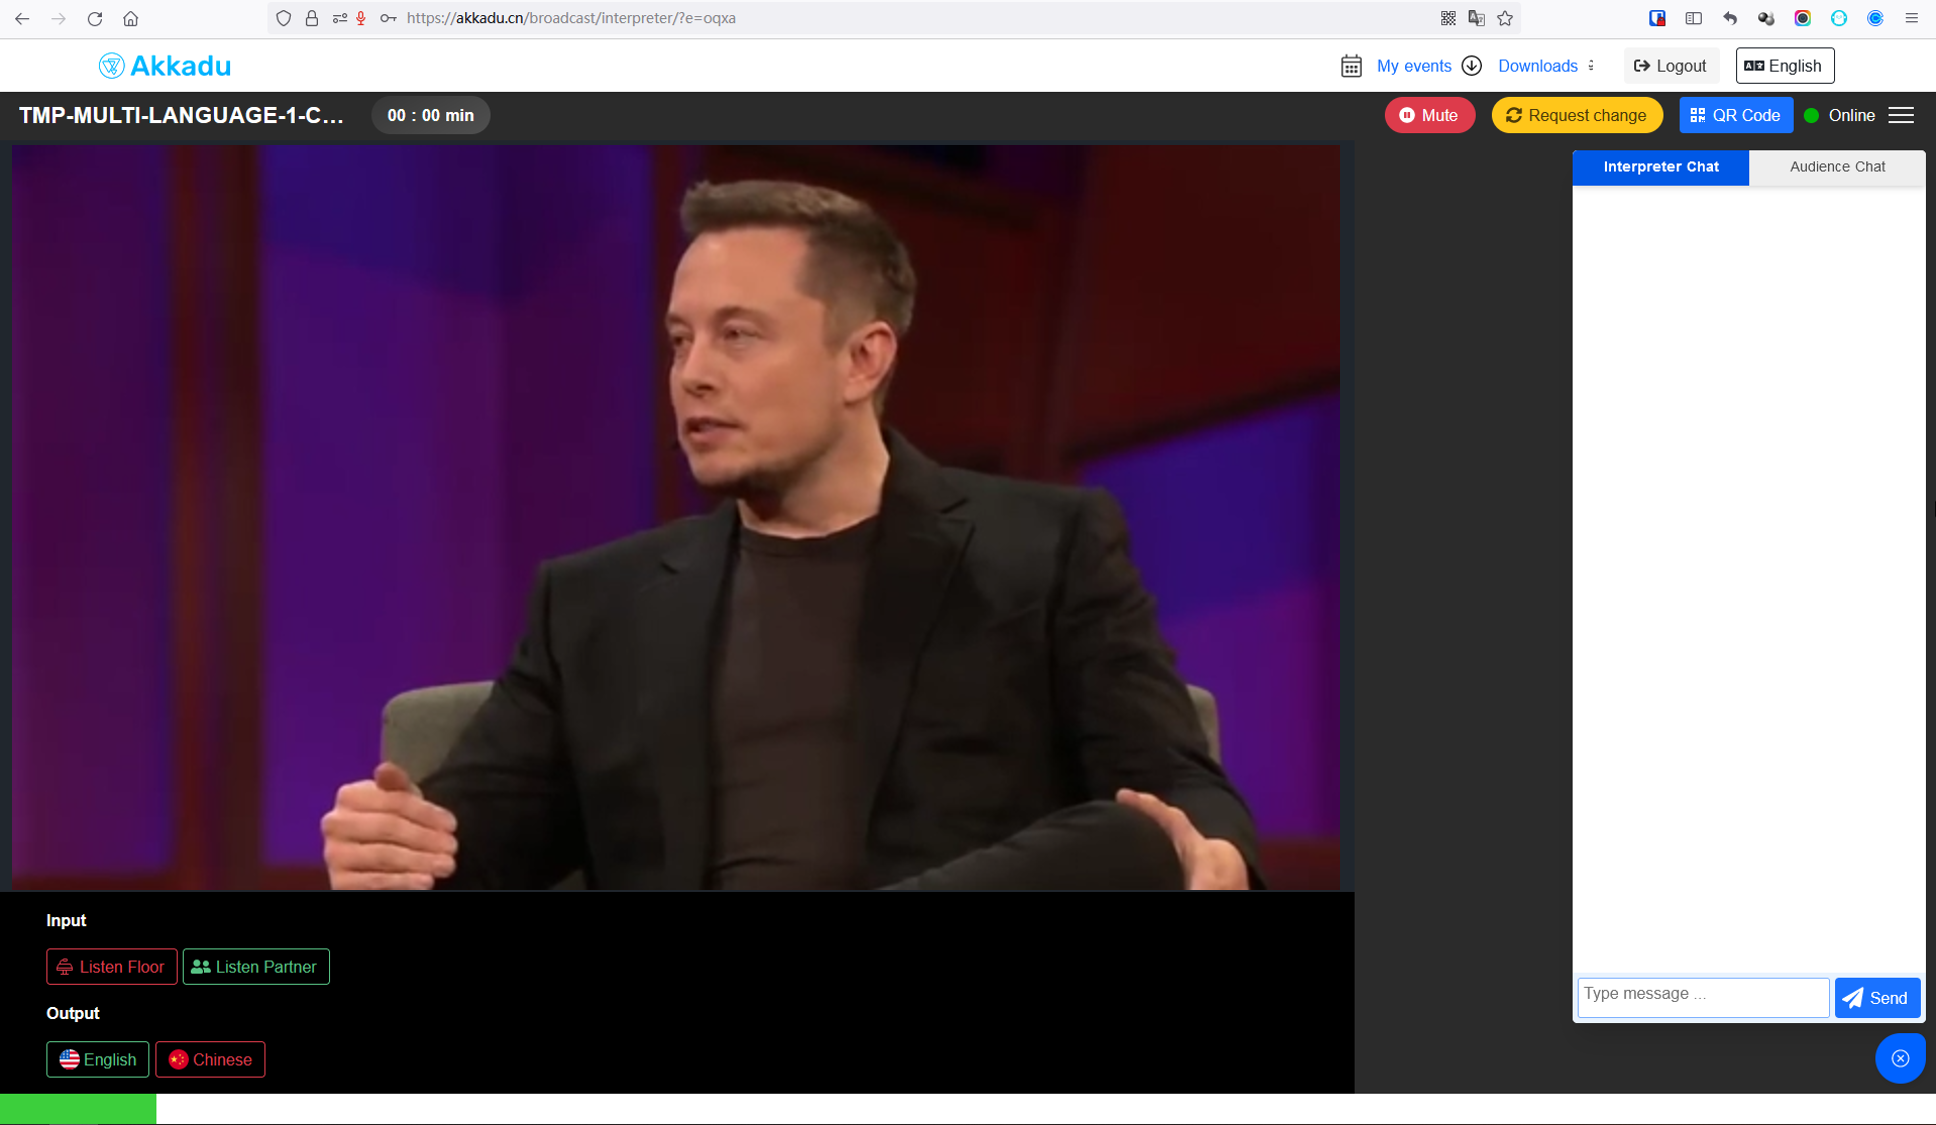 https://akkadu.cn/broadcast/interpreter/?e=oqxa
Akkadu
My events
Downloads
Logout
English
TMP-MULTI-LANGUAGE-1-C...
00 : 00 min
Mute
Request change
QR Code
Online
Interpreter Chat
Audience Chat
Input
Listen Floor
Listen Partner
Output
English
Chinese
Type message ...
Send